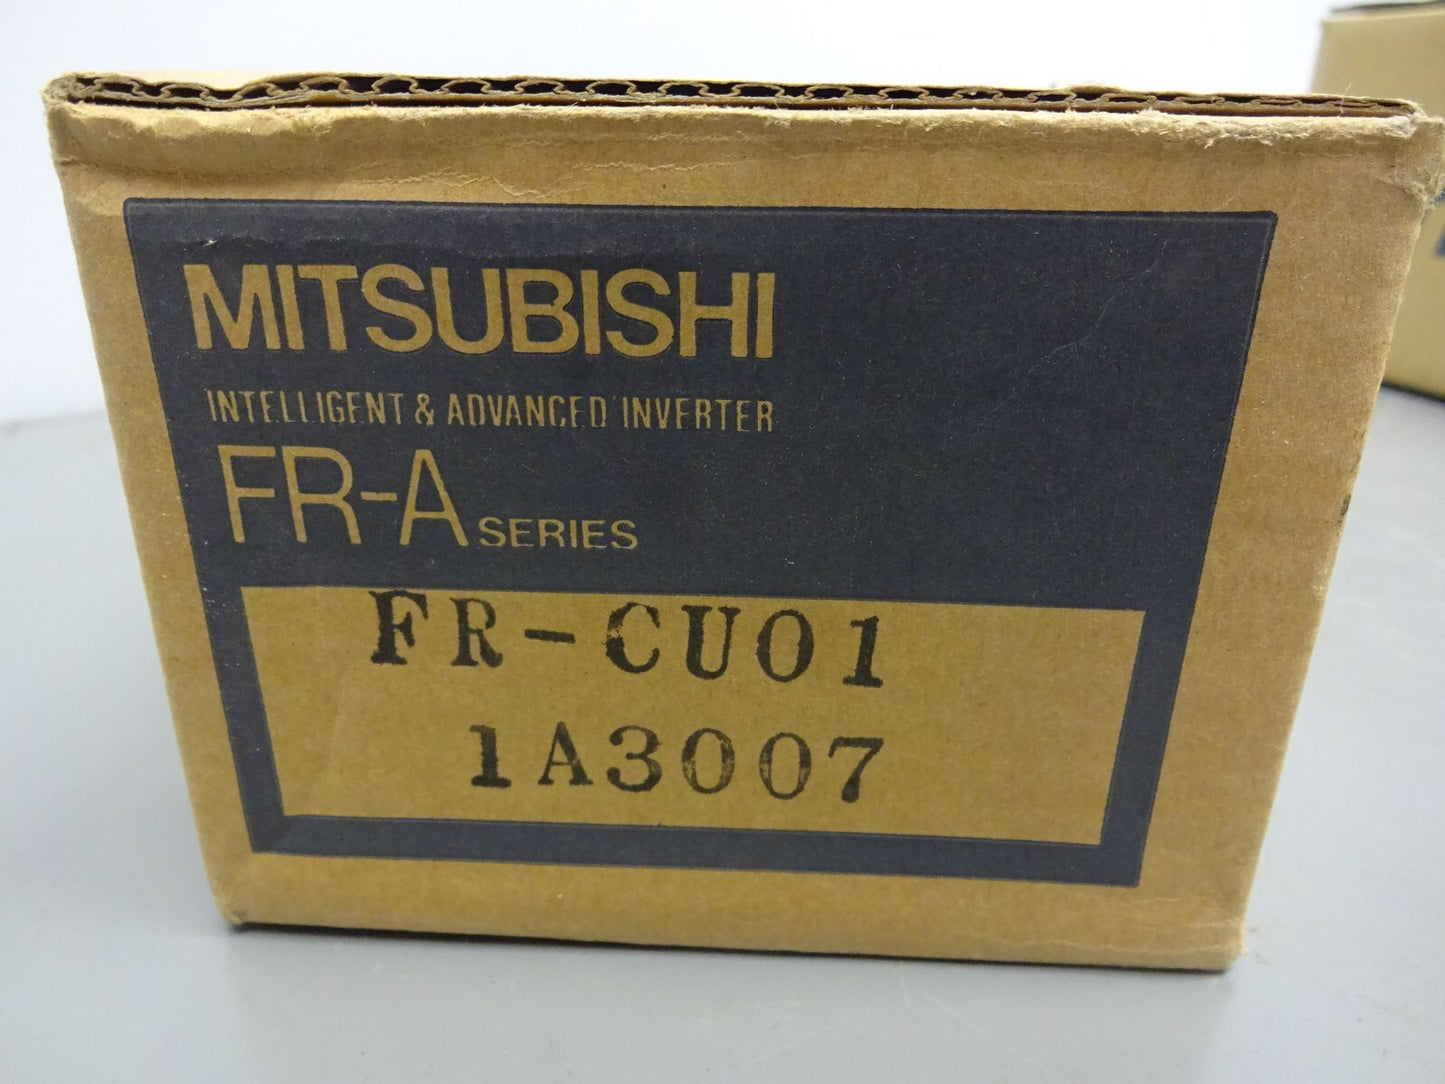 MITSUBISHI
INTELLIGENT & ADVANCED INVERTER
FR-A SERIES
FR-CU01
1A3007